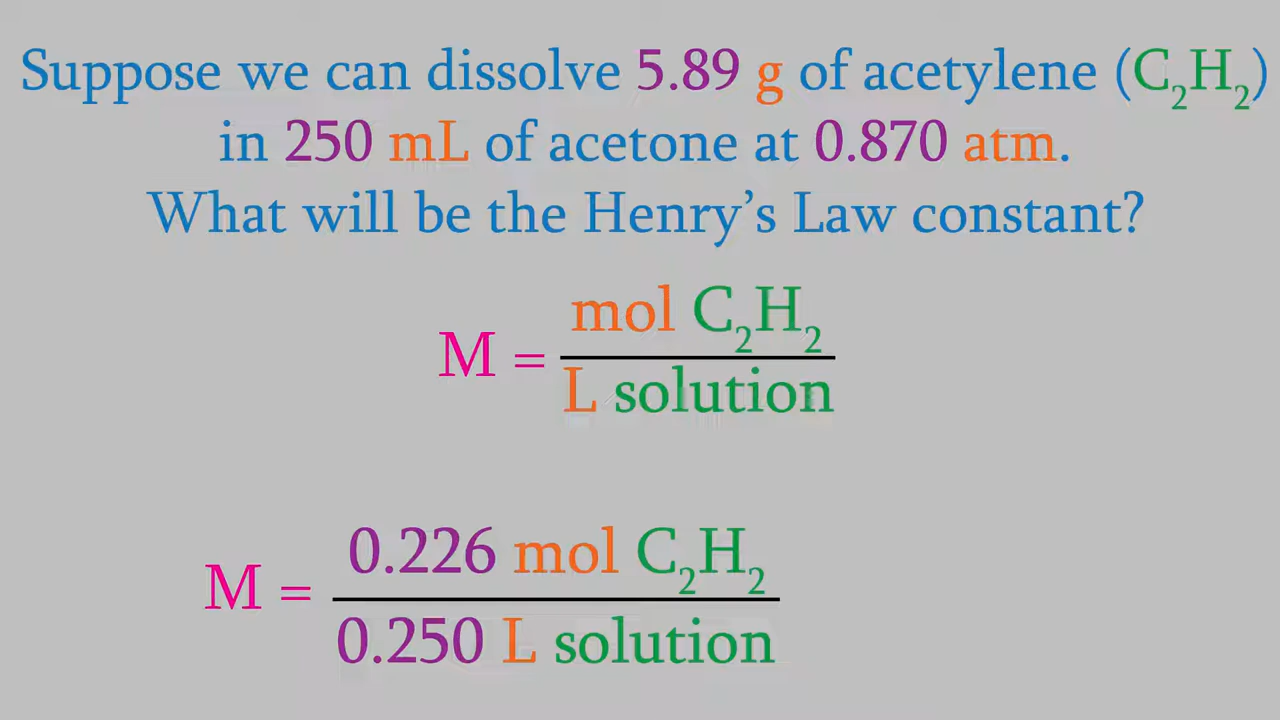 Suppose we can dissolve 5.89 g of acetylene (C₂H₂)
in 250 mL of acetone at 0.870 atm.
What will be the Henry’s Law constant?
M = mol C₂H₂
L solution
M = 0.226 mol C₂H₂
0.250 L solution